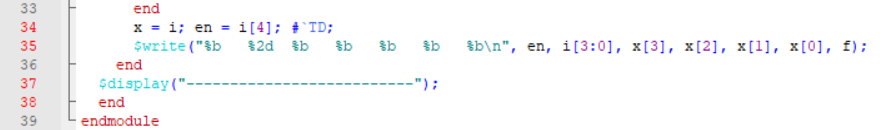 33 end
34 x = i; en = i[4]; #`TD;
35 $write("%b %2d %b %b %b %b %b\n", en, i[3:0], x[3], x[2], x[1], x[0], f);
36 end
37 $display("--------------------------");
38 end
39 endmodule